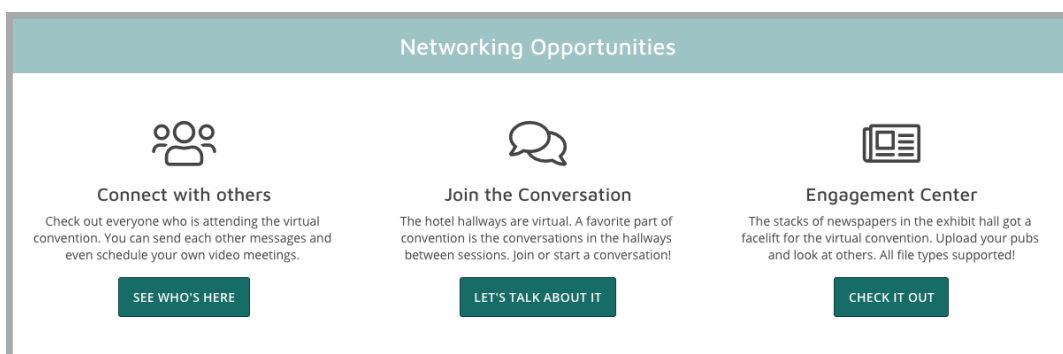 Networking Opportunities
Connect with others
Check out everyone who is attending the virtual
convention. You can send each other messages and
even schedule your own video meetings.
SEE WHO'S HERE
Join the Conversation
The hotel hallways are virtual. A favorite part of
convention is the conversations in the hallways
between sessions. Join or start a conversation!
LET'S TALK ABOUT IT
Engagement Center
The stacks of newspapers in the exhibit hall got a
facelift for the virtual convention. Upload your pubs
and look at others. All file types supported!
CHECK IT OUT